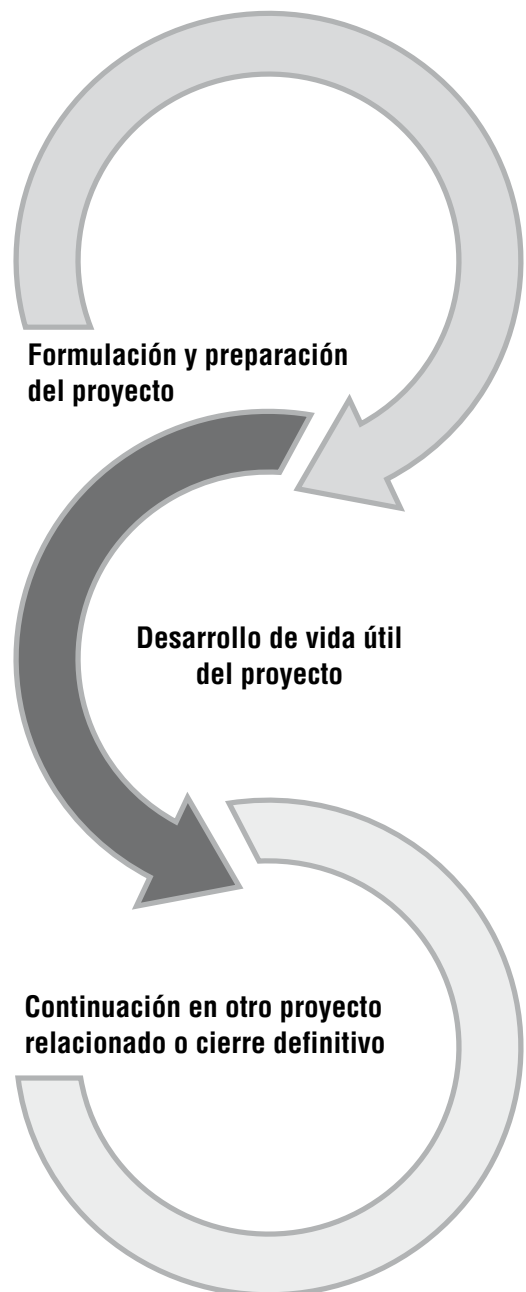 Formulación y preparación
del proyecto
Desarrollo de vida útil
del proyecto
Continuación en otro proyecto
relacionado o cierre definitivo